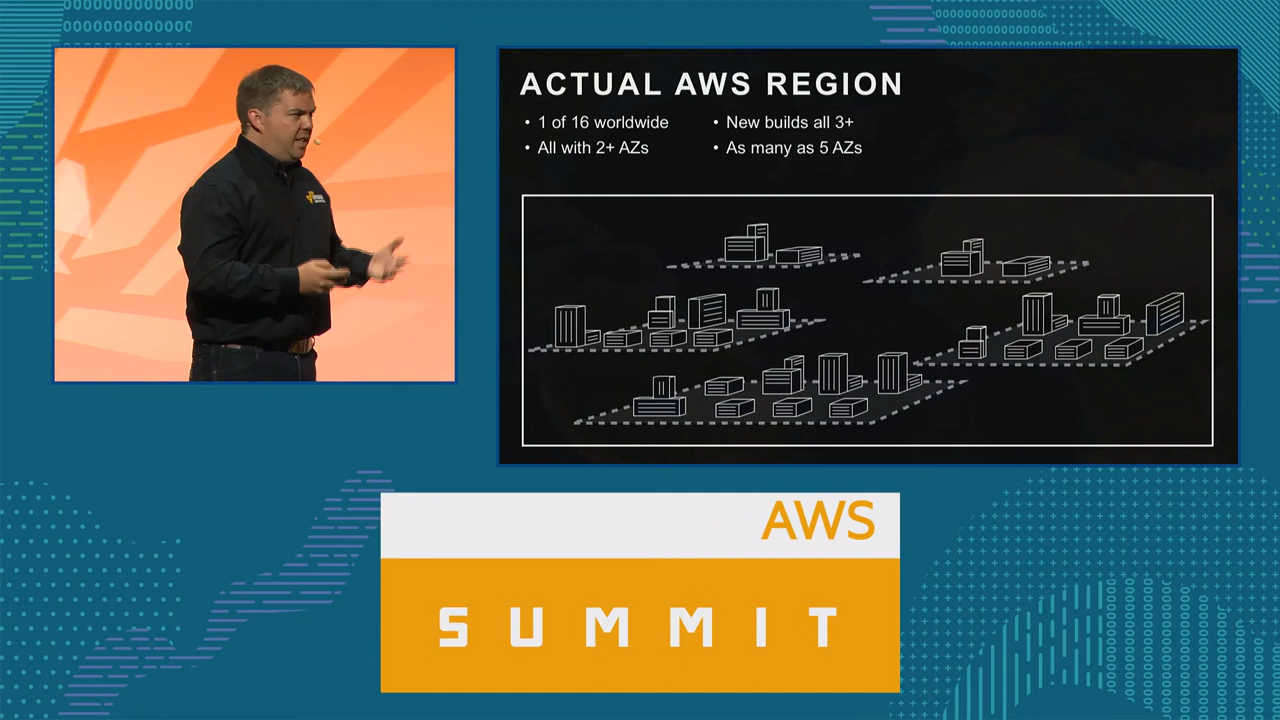 ACTUAL AWS REGION
• 1 of 16 worldwide
• All with 2+ AZs
• New builds all 3+
• As many as 5 AZs
AWS
SUMMIT